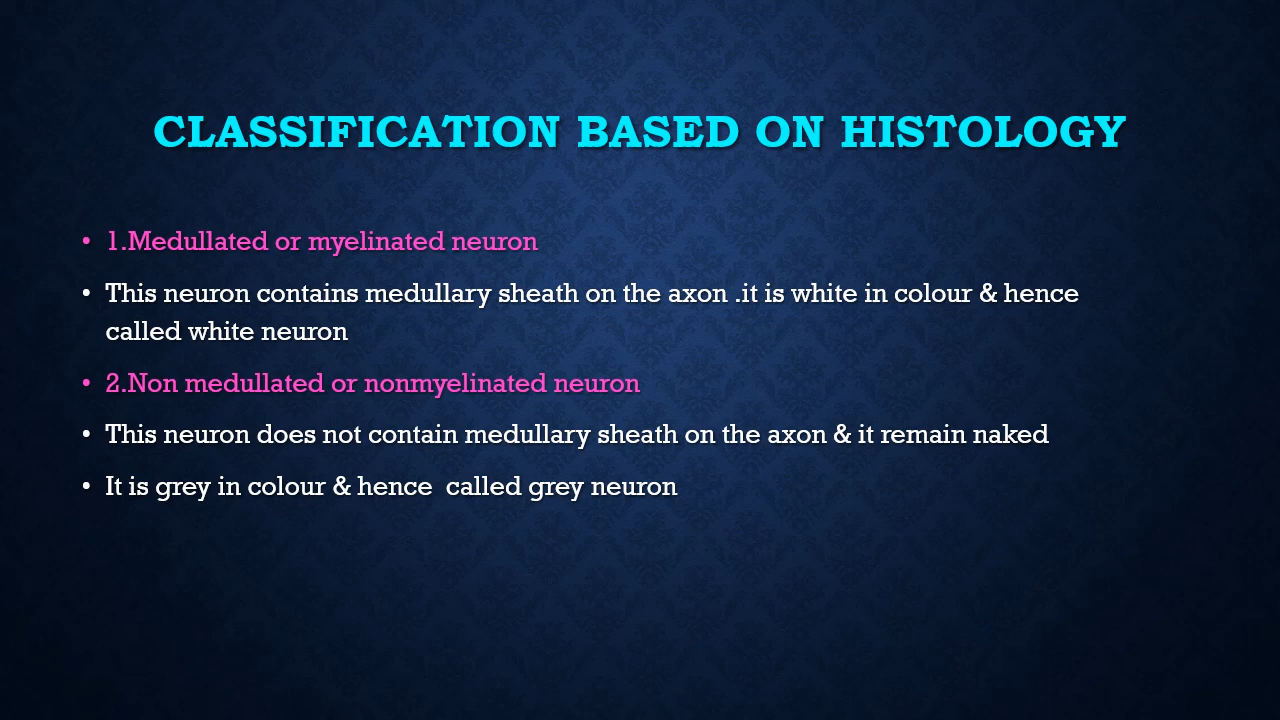 CLASSIFICATION BASED ON HISTOLOGY
• 1.Medullated or myelinated neuron
• This neuron contains medullary sheath on the axon .it is white in colour & hence
called white neuron
• 2.Non medullated or nonmyelinated neuron
• This neuron does not contain medullary sheath on the axon & it remain naked
• It is grey in colour & hence  called grey neuron